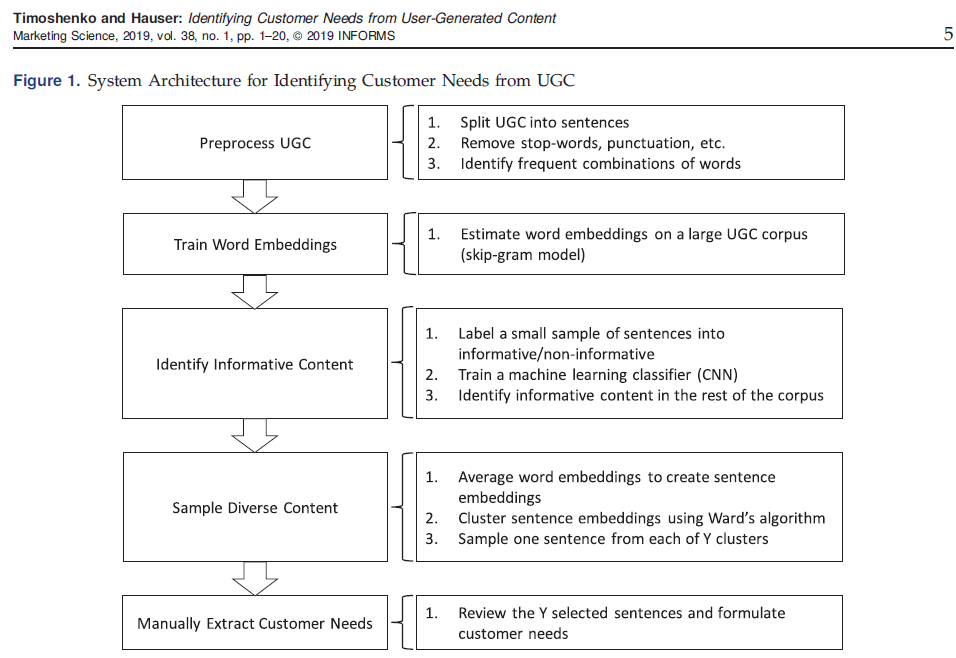 Timoshenko and Hauser: Identifying Customer Needs from User-Generated Content
Marketing Science, 2019, vol. 38, no. 1, pp. 1–20, © 2019 INFORMS
5
Figure 1. System Architecture for Identifying Customer Needs from UGC
Preprocess UGC
1. Split UGC into sentences
2. Remove stop-words, punctuation, etc.
3. Identify frequent combinations of words
Train Word Embeddings
1. Estimate word embeddings on a large UGC corpus
(skip-gram model)
Identify Informative Content
1. Label a small sample of sentences into
informative/non-informative
2. Train a machine learning classifier (CNN)
3. Identify informative content in the rest of the corpus
Sample Diverse Content
1. Average word embeddings to create sentence
embeddings
2. Cluster sentence embeddings using Ward's algorithm
3. Sample one sentence from each of Y clusters
Manually Extract Customer Needs
1. Review the Y selected sentences and formulate
customer needs